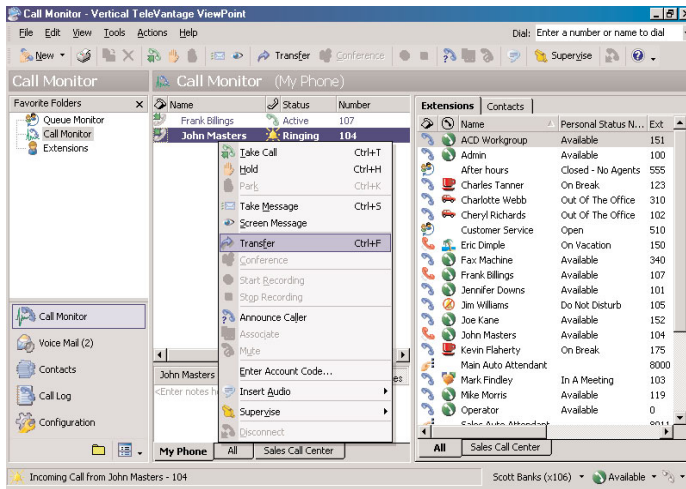 Call Monitor - Vertical TeleVantage ViewPoint
File Edit View Tools Actions Help
Dial: Enter a number or name to dial
New Transfer Conference Supervise
Call Monitor
Call Monitor (My Phone)
Favorite Folders x
Queue Monitor
Call Monitor
Extensions
Name Status Number
Frank Billings Active 107
John Masters Ringing 104
Take Call Ctrl+T
Hold Ctrl+H
Park Ctrl+K
Take Message Ctrl+S
Screen Message
Transfer Ctrl+F
Conference
Start Recording
Stop Recording
Announce Caller
Associate
Mute
Enter Account Code...
Insert Audio
Supervise
Disconnect
John Masters
<Enter notes h
es
My Phone All Sales Call Center
Call Monitor
Voice Mail (2)
Contacts
Call Log
Configuration
Extensions Contacts
Name Personal Status N... Ext
ACD Workgroup Available 151
Admin Available 100
After hours Closed - No Agents 555
Charles Tanner On Break 123
Charlotte Webb Out Of The Office 310
Cheryl Richards Out Of The Office 102
Customer Service Open 510
Eric Dimple On Vacation 150
Fax Machine Available 340
Frank Billings Available 107
Jennifer Downs Available 101
Jim Williams Do Not Disturb 105
Joe Kane Available 152
John Masters Available 104
Kevin Flaherty On Break 175
Main Auto Attendant 8000
Mark Findley In A Meeting 103
Mike Morris Available 119
Operator Available 0
Sales Auto Attendant 8011
All Sales Call Center
Incoming Call from John Masters - 104
Scott Banks (x106) Available